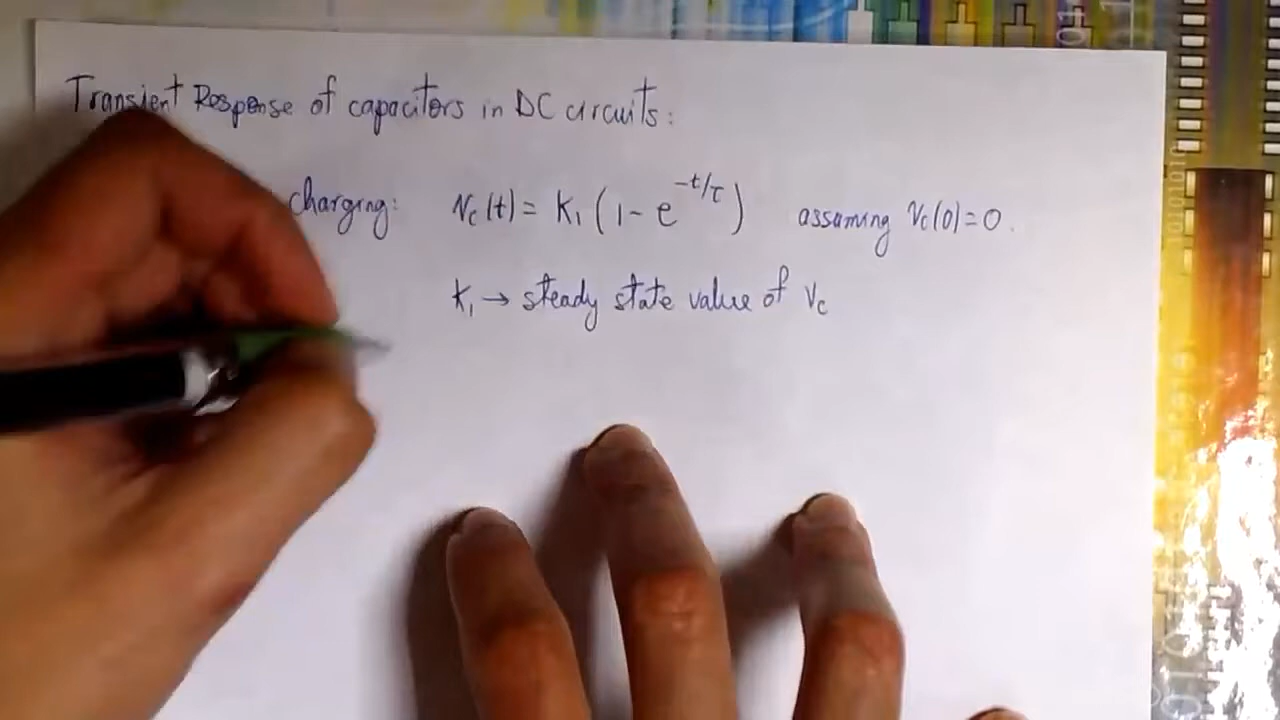 Transient Response of capacitors in DC circuits:
charging: Vc(t) = K₁ (1 - e^-t/τ) assuming Vc(0) = 0.
K₁ → steady state value of Vc